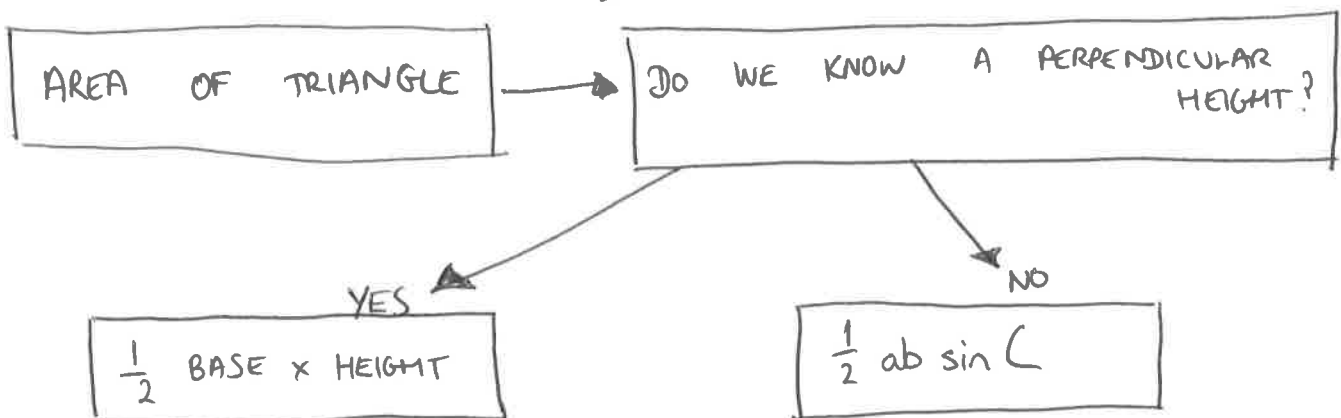 AREA OF TRIANGLE
DO WE KNOW A PERPENDICULAR
HEIGHT?
YES
NO
1/2 BASE × HEIGHT
1/2 ab sin C